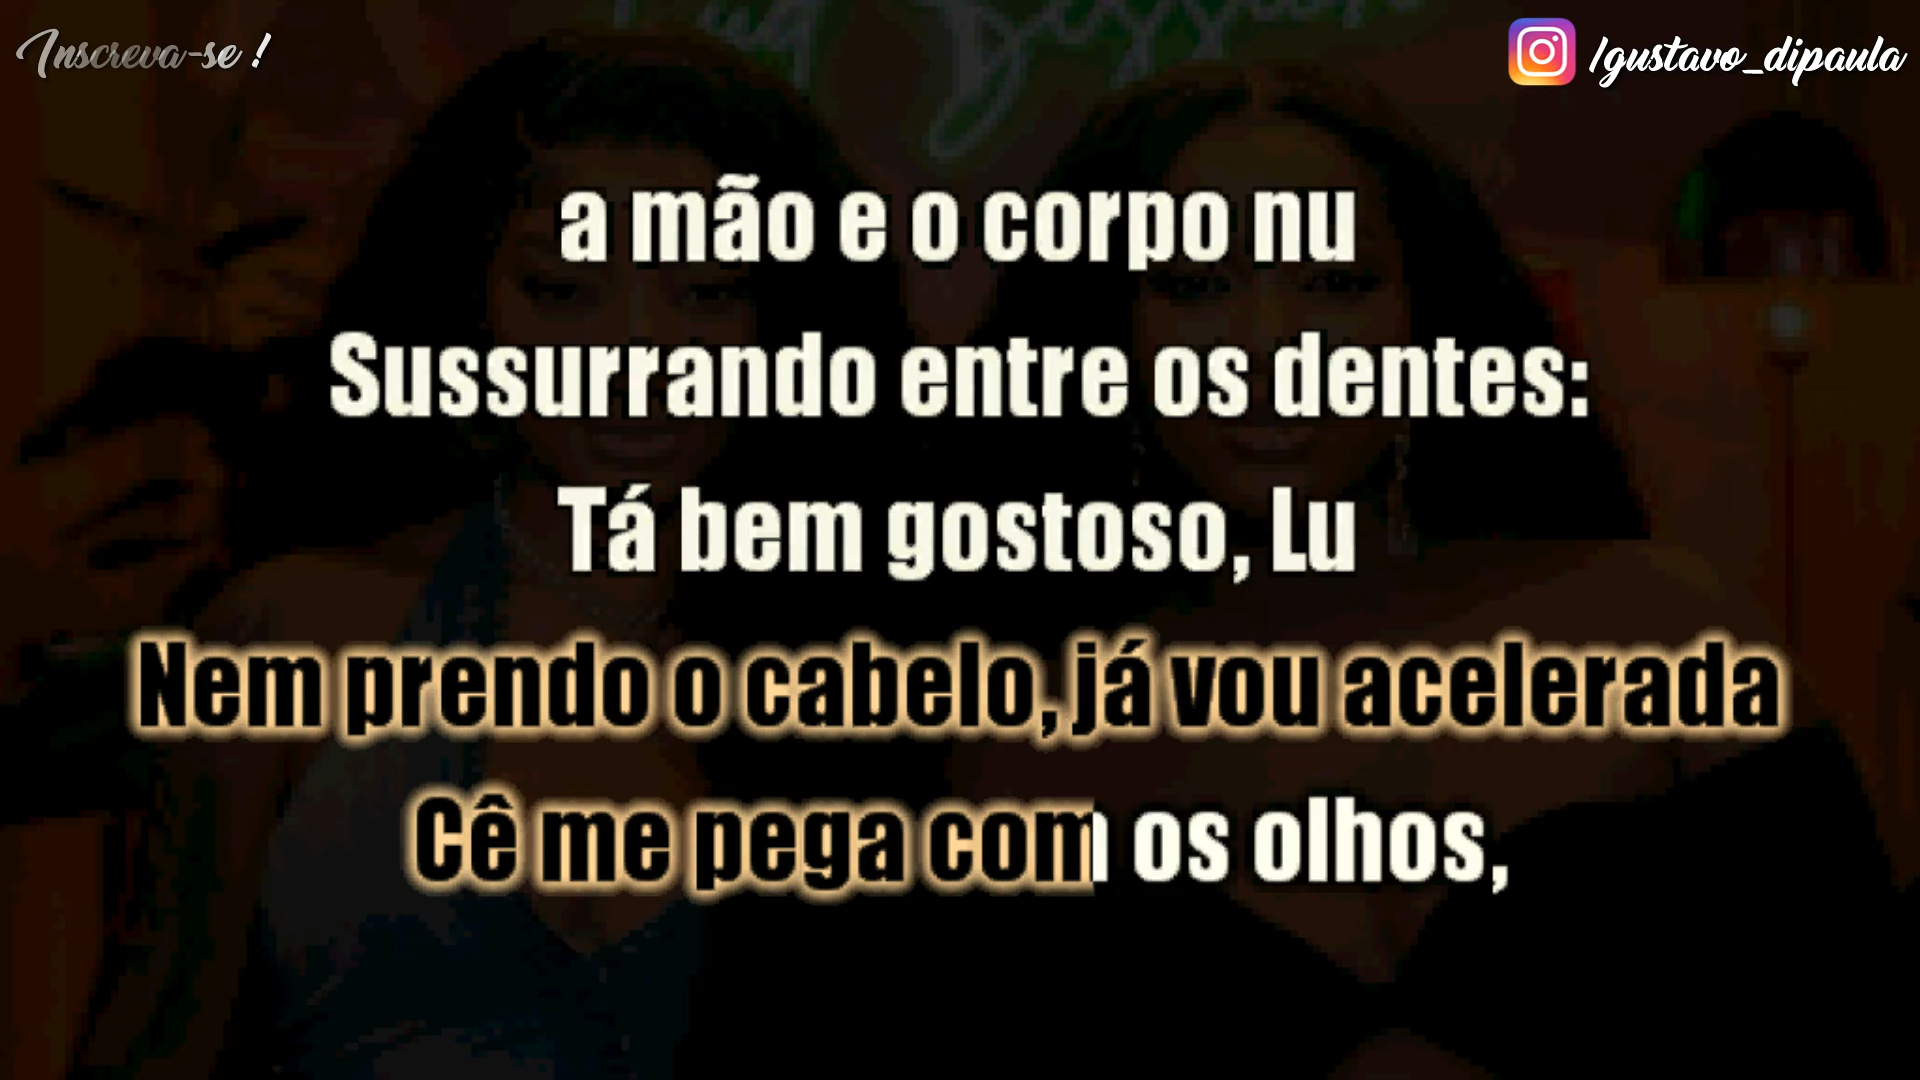 Inscreva-se !
/gustavo_dipaula
a mão e o corpo nu
Sussurrando entre os dentes:
Tá bem gostoso, Lu
Nem prendo o cabelo, já vou acelerada
Cê me pega com os olhos,